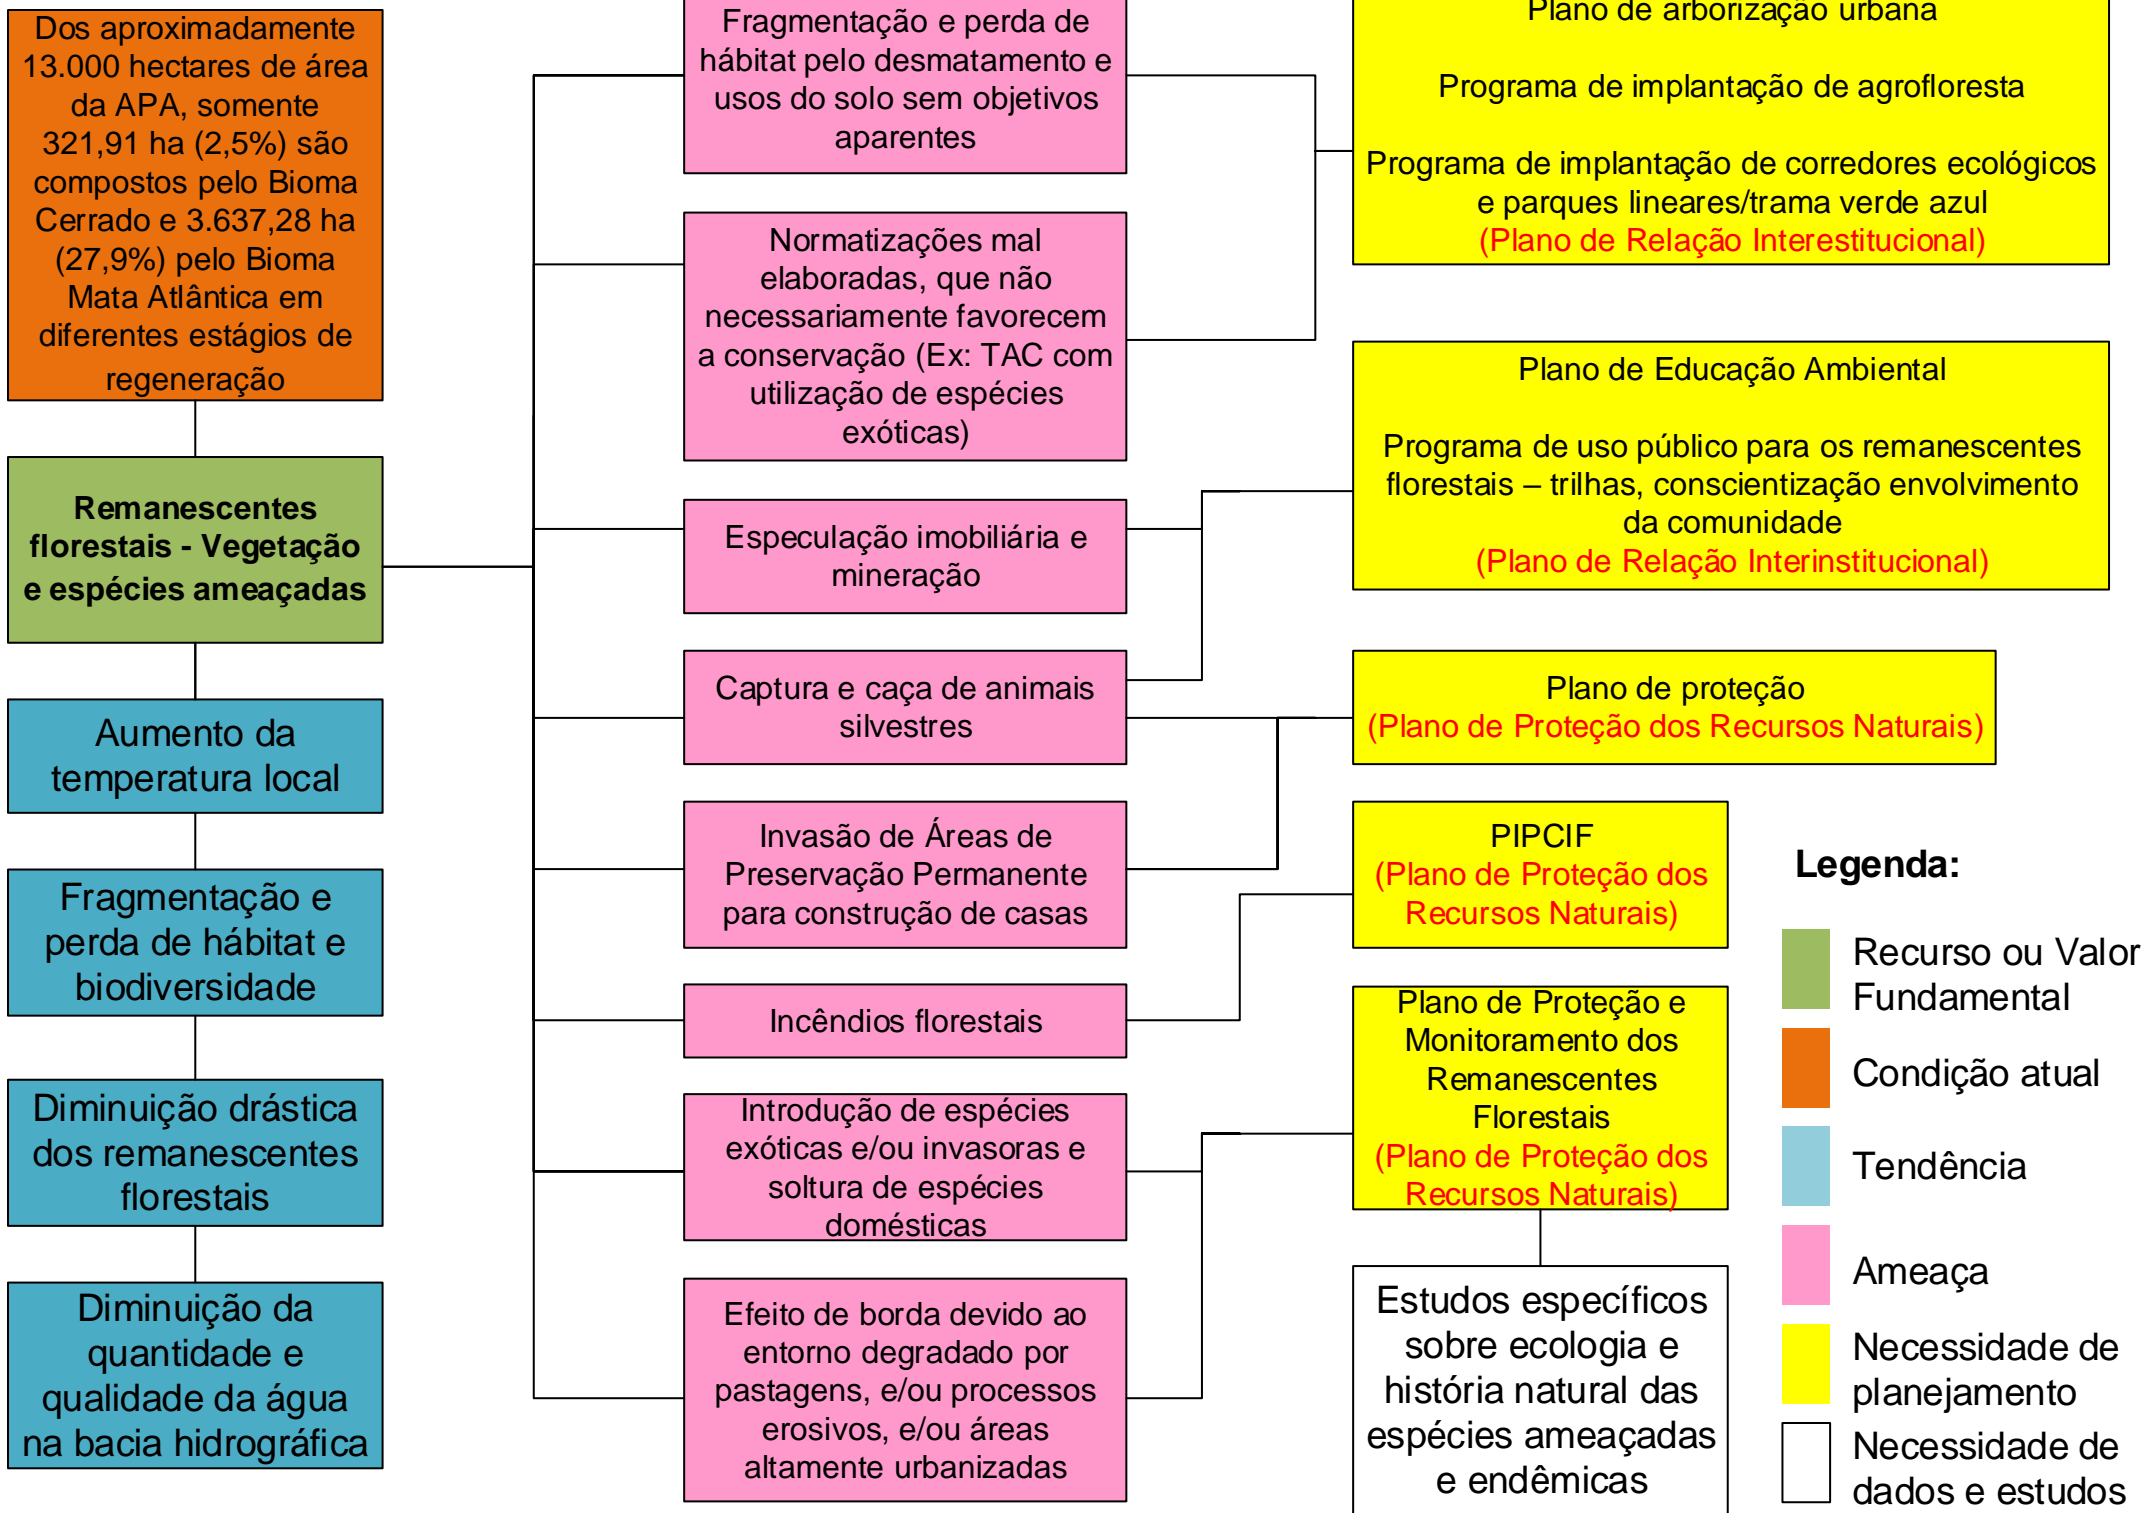 Dos aproximadamente
13.000 hectares de área
da APA, somente
321,91 ha (2,5%) são
compostos pelo Bioma
Cerrado e 3.637,28 ha
(27,9%) pelo Bioma
Mata Atlântica em
diferentes estágios de
regeneração
Remanescentes
florestais - Vegetação
e espécies ameaçadas
Aumento da
temperatura local
Fragmentação e
perda de hábitat e
biodiversidade
Diminuição drástica
dos remanescentes
florestais
Diminuição da
quantidade e
qualidade da água
na bacia hidrográfica
Fragmentação e perda de
hábitat pelo desmatamento e
usos do solo sem objetivos
aparentes
Normatizações mal
elaboradas, que não
necessariamente favorecem
a conservação (Ex: TAC com
utilização de espécies
exóticas)
Especulação imobiliária e
mineração
Captura e caça de animais
silvestres
Invasão de Áreas de
Preservação Permanente
para construção de casas
Incêndios florestais
Introdução de espécies
exóticas e/ou invasoras e
soltura de espécies
domésticas
Efeito de borda devido ao
entorno degradado por
pastagens, e/ou processos
erosivos, e/ou áreas
altamente urbanizadas
Plano de arborização urbana
Programa de implantação de agrofloresta
Programa de implantação de corredores ecológicos
e parques lineares/trama verde azul
(Plano de Relação Interestitucional)
Plano de Educação Ambiental
Programa de uso público para os remanescentes
florestais – trilhas, conscientização envolvimento
da comunidade
(Plano de Relação Interinstitucional)
Plano de proteção
(Plano de Proteção dos Recursos Naturais)
PIPCIF
(Plano de Proteção dos
Recursos Naturais)
Plano de Proteção e
Monitoramento dos
Remanescentes
Florestais
(Plano de Proteção dos
Recursos Naturais)
Estudos específicos
sobre ecologia e
história natural das
espécies ameaçadas
e endêmicas
Legenda:
Recurso ou Valor
Fundamental
Condição atual
Tendência
Ameaça
Necessidade de
planejamento
Necessidade de
dados e estudos